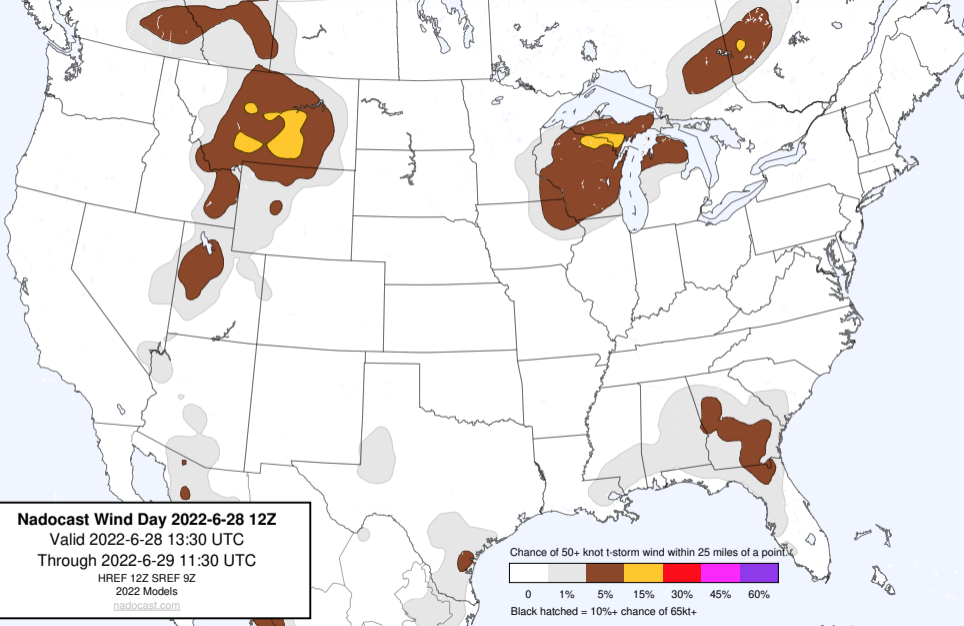 Nadocast Wind Day 2022-6-28 12Z
Valid 2022-6-28 13:30 UTC
Through 2022-6-29 11:30 UTC
HREF 12Z SREF 9Z
2022 Models
nadocast.com
Chance of 50+ knot t-storm wind within 25 miles of a point.
0 1% 5% 15% 30% 45% 60%
Black hatched = 10%+ chance of 65kt+